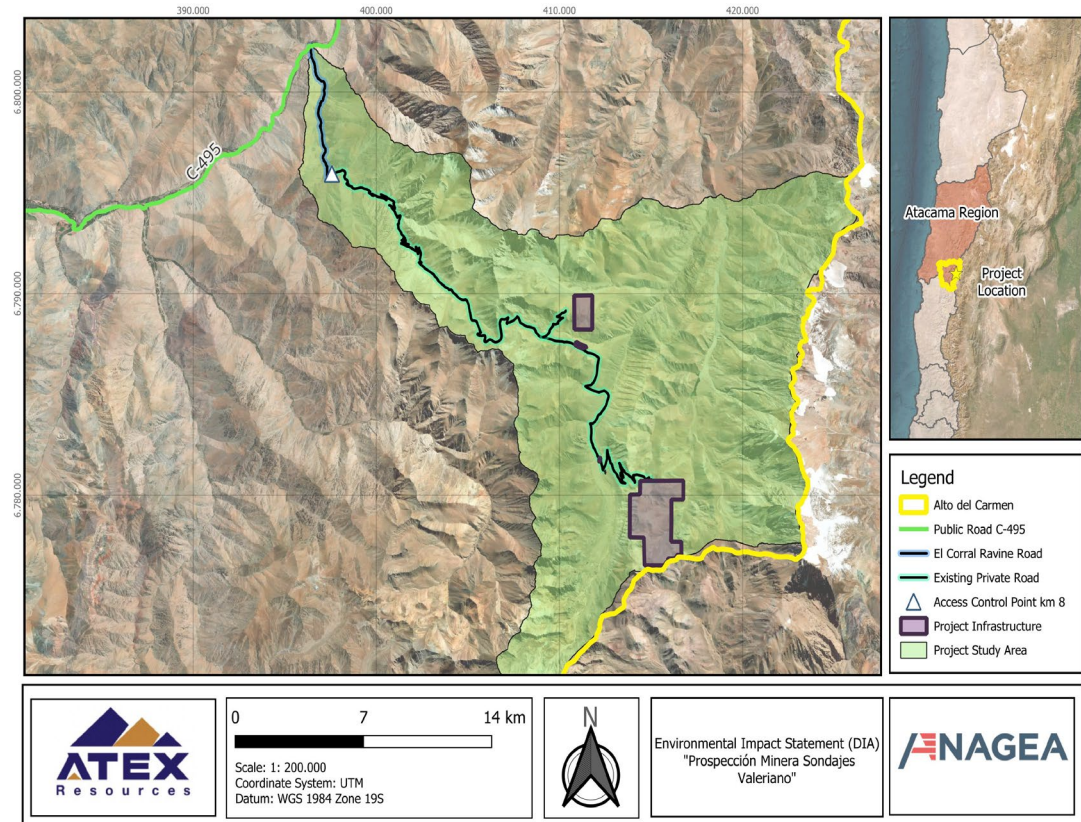 390.000
400.000
410.000
420.000
6.800.000
6.790.000
6.780.000
C-495
Atacama Region
Project
Location
Legend
Alto del Carmen
Public Road C-495
El Corral Ravine Road
Existing Private Road
Access Control Point km 8
Project Infrastructure
Project Study Area
ATEX
Resources
0 7 14 km
Scale: 1: 200.000
Coordinate System: UTM
Datum: WGS 1984 Zone 19S
N
Environmental Impact Statement (DIA)
"Prospección Minera Sondajes
Valeriano"
ANAGEA